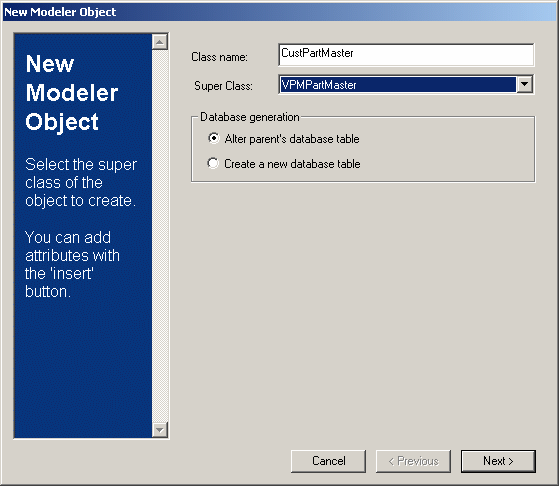 New Modeler Object
New
Modeler
Object
Select the super
class of the
object to create.
You can add
attributes with
the 'insert'
button.
Class name:
CustPartMaster
Super Class:
VPMPartMaster
Database generation
Alter parent's database table
Create a new database table
Cancel
< Previous
Next >